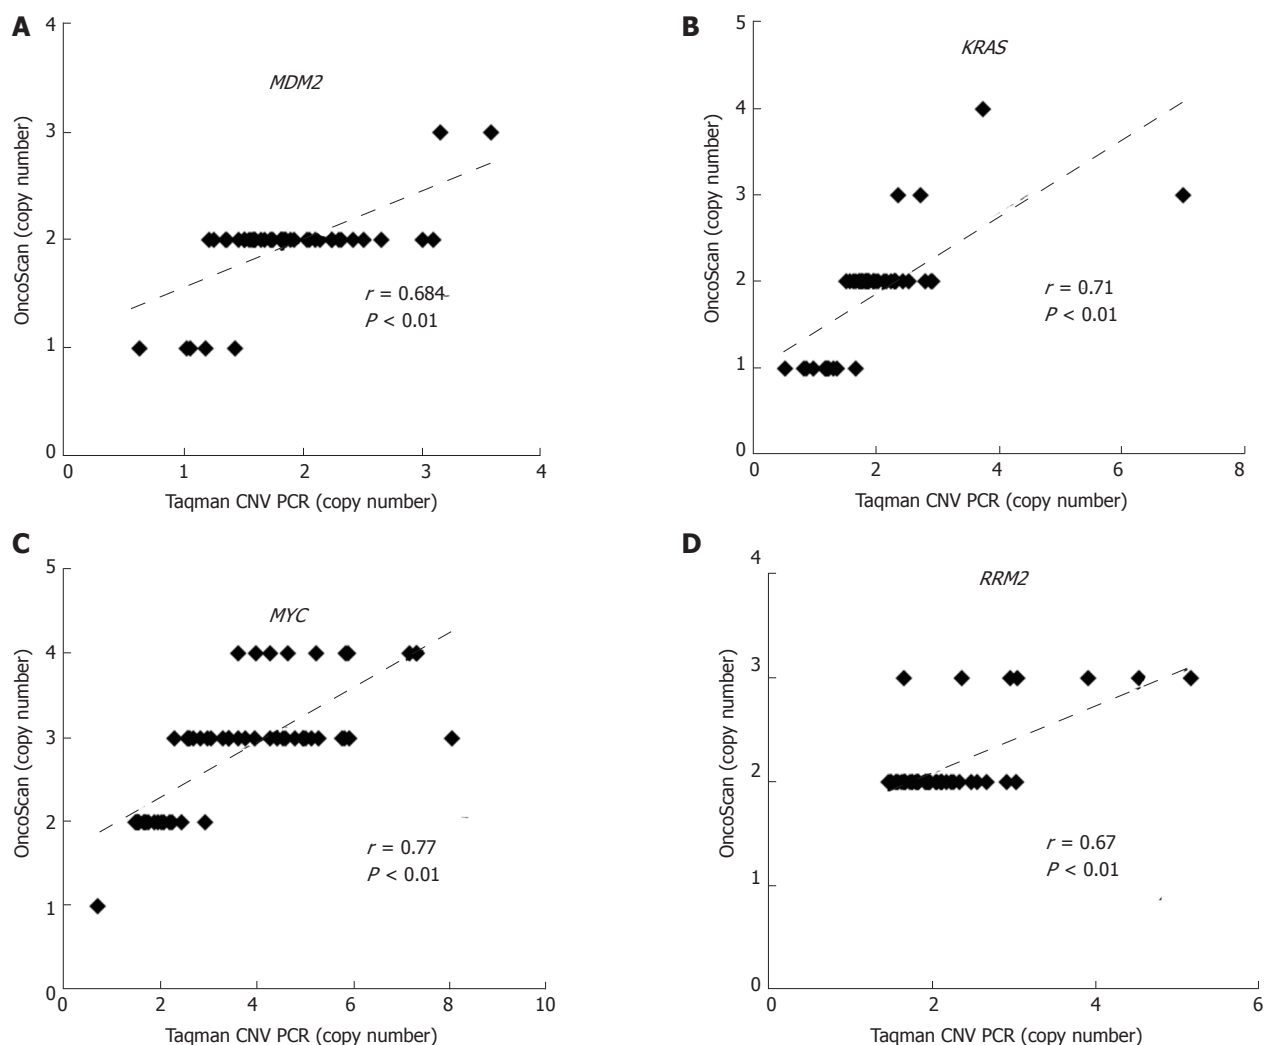 A
MDM2
OncoScan (copy number)
4
3
2
1
0
r = 0.684
P < 0.01
0 1 2 3 4
Taqman CNV PCR (copy number)
B
KRAS
OncoScan (copy number)
5
4
3
2
1
0
r = 0.71
P < 0.01
0 2 4 6 8
Taqman CNV PCR (copy number)
C
MYC
OncoScan (copy number)
5
4
3
2
1
0
r = 0.77
P < 0.01
0 2 4 6 8 10
Taqman CNV PCR (copy number)
D
RRM2
OncoScan (copy number)
4
3
2
1
0
r = 0.67
P < 0.01
0 2 4 6
Taqman CNV PCR (copy number)